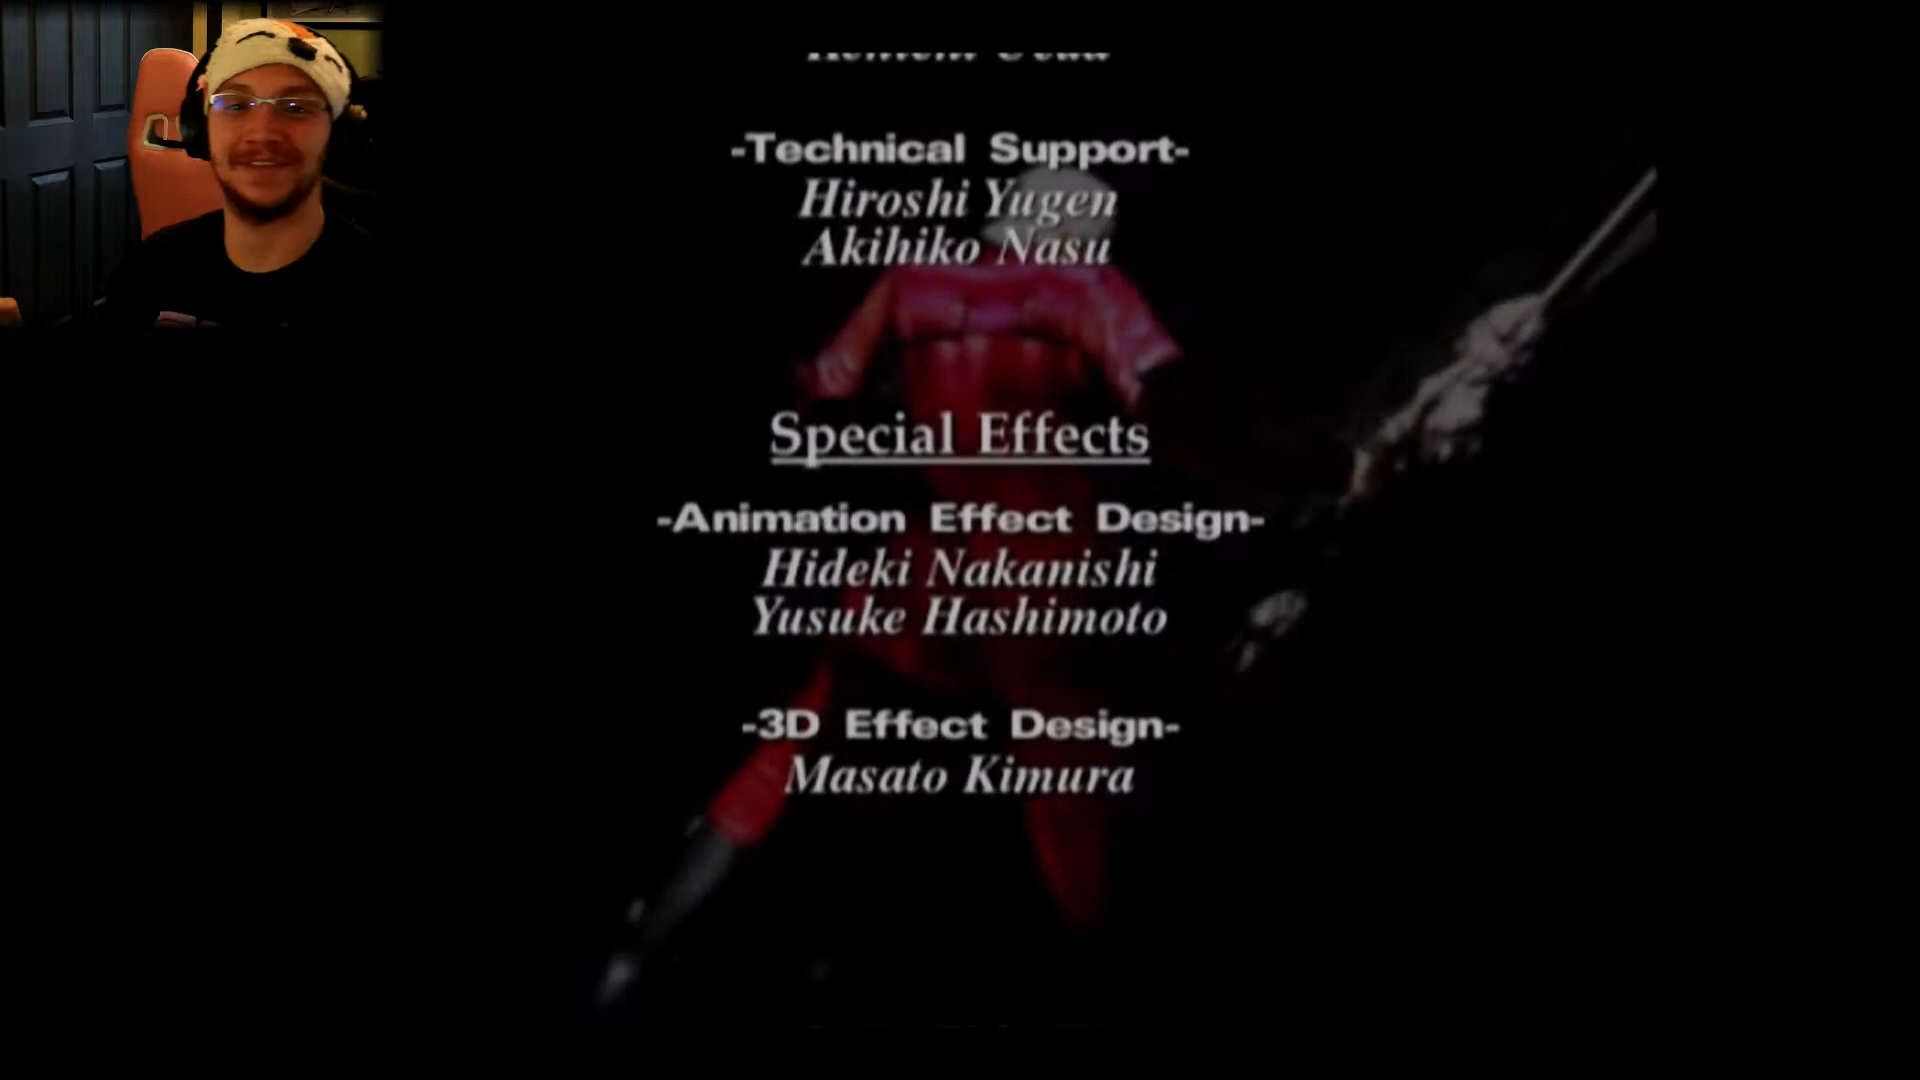 -Technical Support-
Hiroshi Yugen
Akihiko Nasu
Special Effects
-Animation Effect Design-
Hideki Nakanishi
Yusuke Hashimoto
-3D Effect Design-
Masato Kimura